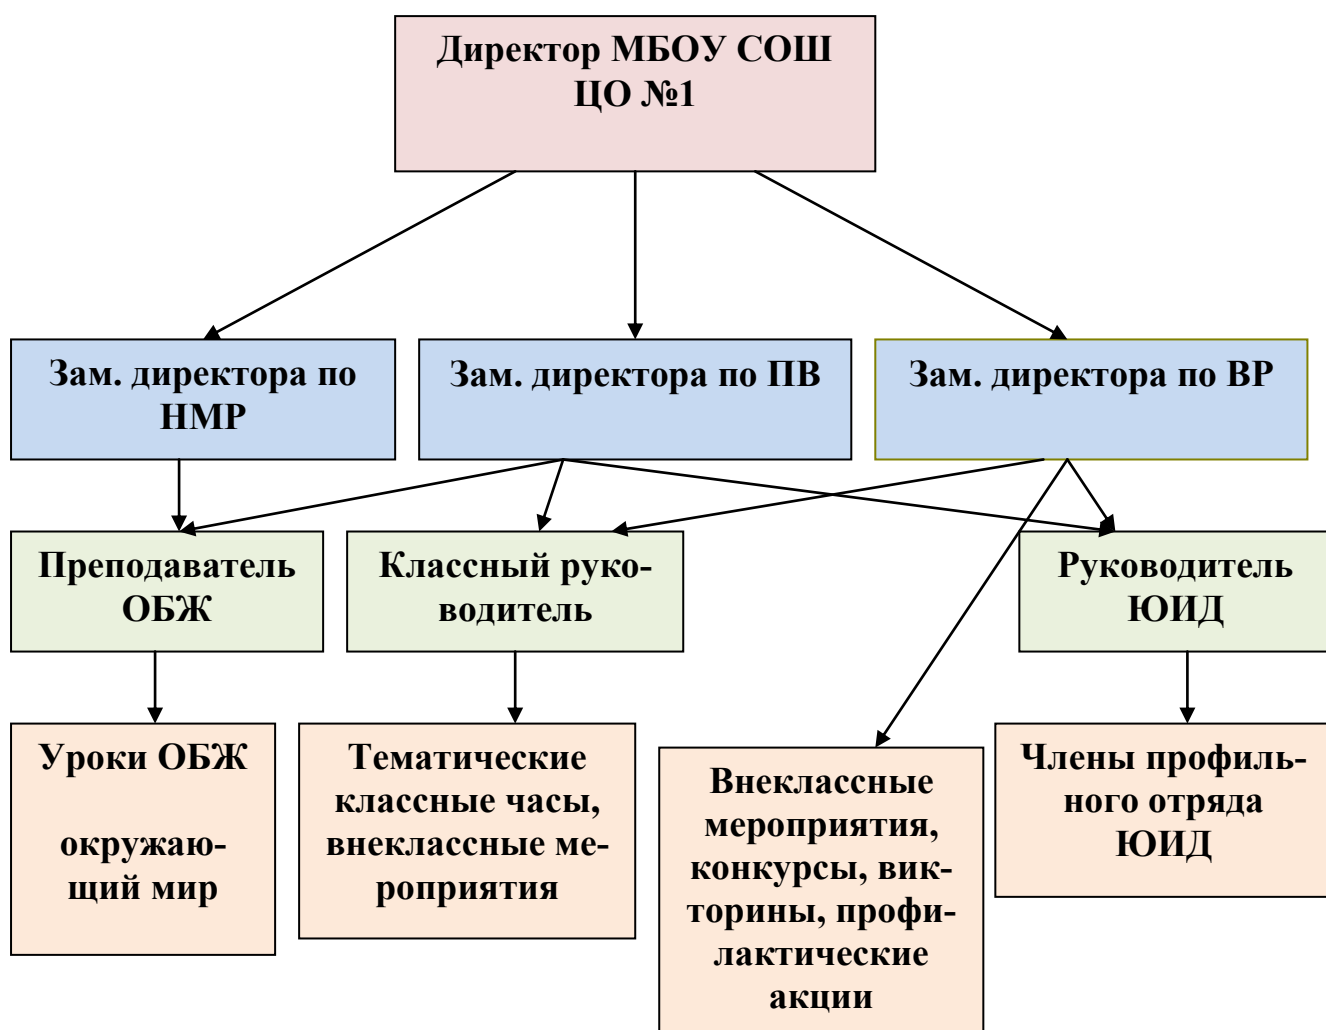 Директор МБОУ СОШ
ЦО №1
Зам. директора по
НМР
Зам. директора по ПВ
Зам. директора по ВР
Преподаватель
ОБЖ
Классный руко-
водитель
Руководитель
ЮИД
Уроки ОБЖ
окружаю-
щий мир
Тематические
классные часы,
внеклассные ме-
роприятия
Внеклассные
мероприятия,
конкурсы, вик-
торины, профи-
лактические
акции
Члены профиль-
ного отряда
ЮИД